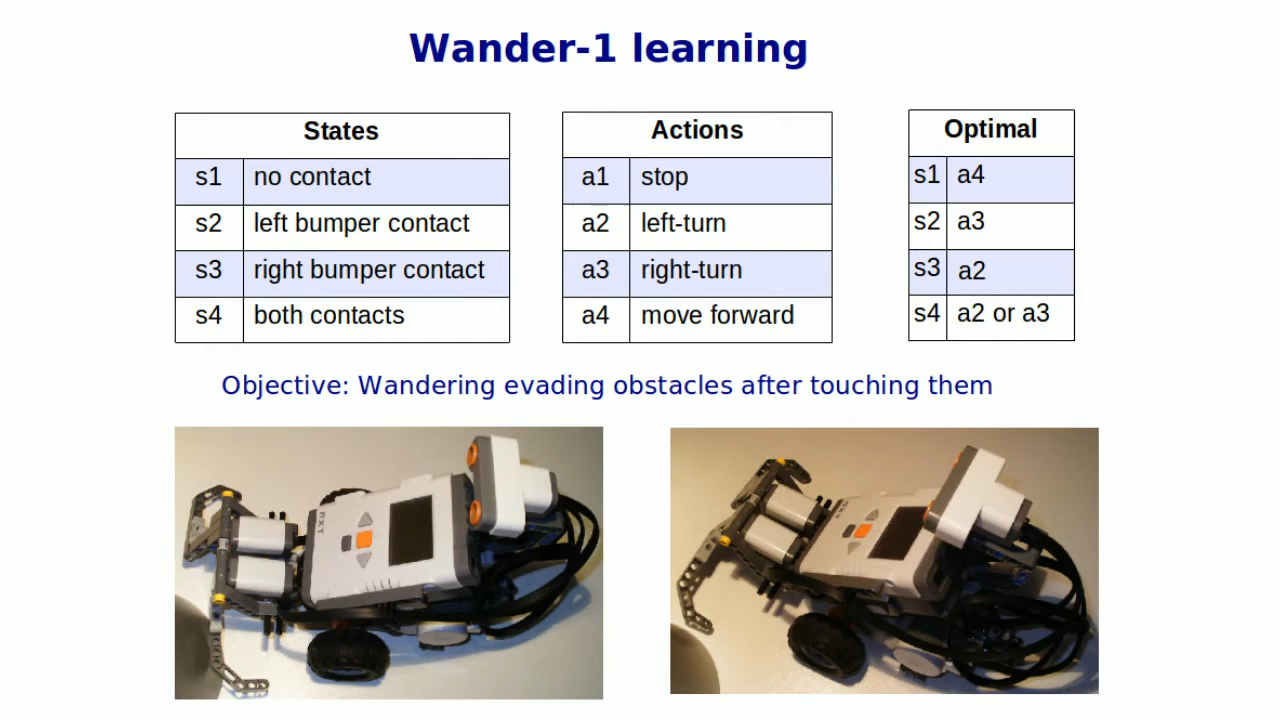 Wander-1 learning
States
s1 no contact
s2 left bumper contact
s3 right bumper contact
s4 both contacts
Actions
a1 stop
a2 left-turn
a3 right-turn
a4 move forward
Optimal
s1 a4
s2 a3
s3 a2
s4 a2 or a3
Objective: Wandering evading obstacles after touching them
NXT
NXT